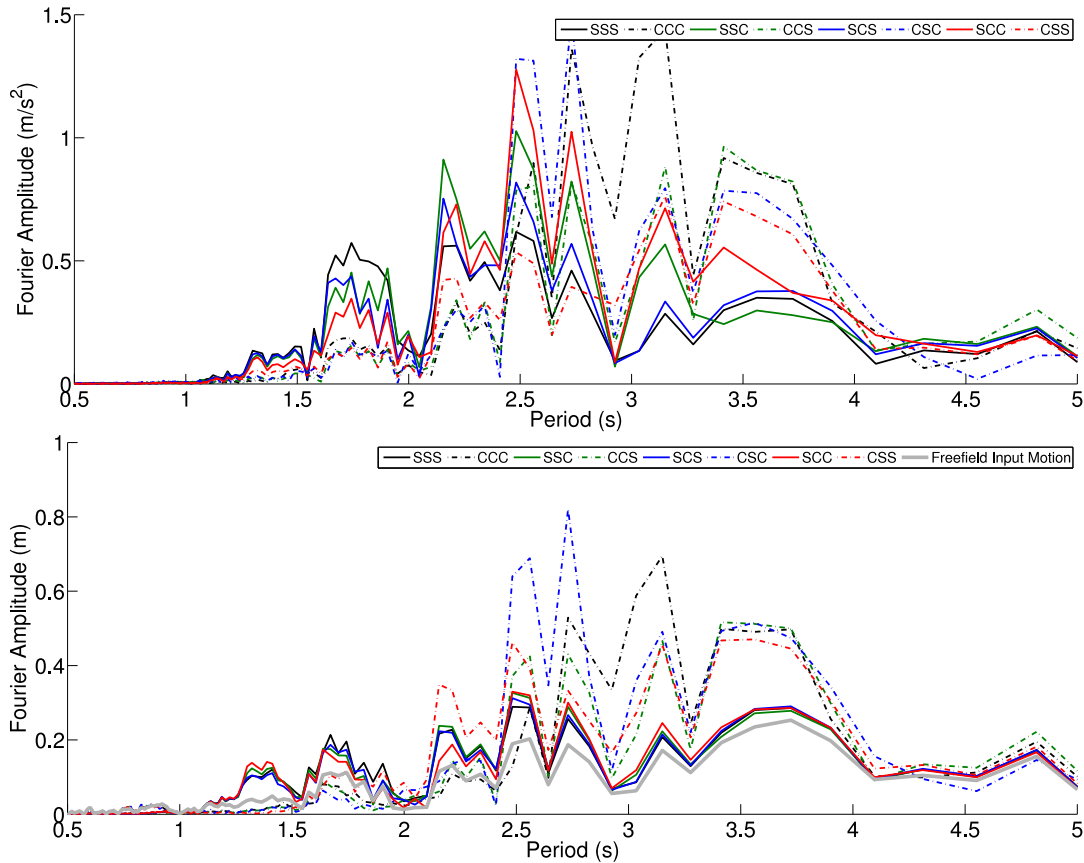 1.5
SSS CCC SSC CCS SCS CSC SCC CSS
1
0.5
0
Fourier Amplitude (m/s²)
0.5 1 1.5 2 2.5 3 3.5 4 4.5 5
Period (s)
1
SSS CCC SSC CCS SCS CSC SCC CSS Freefield Input Motion
0.8
0.6
0.4
0.2
0
Fourier Amplitude (m)
0.5 1 1.5 2 2.5 3 3.5 4 4.5 5
Period (s)